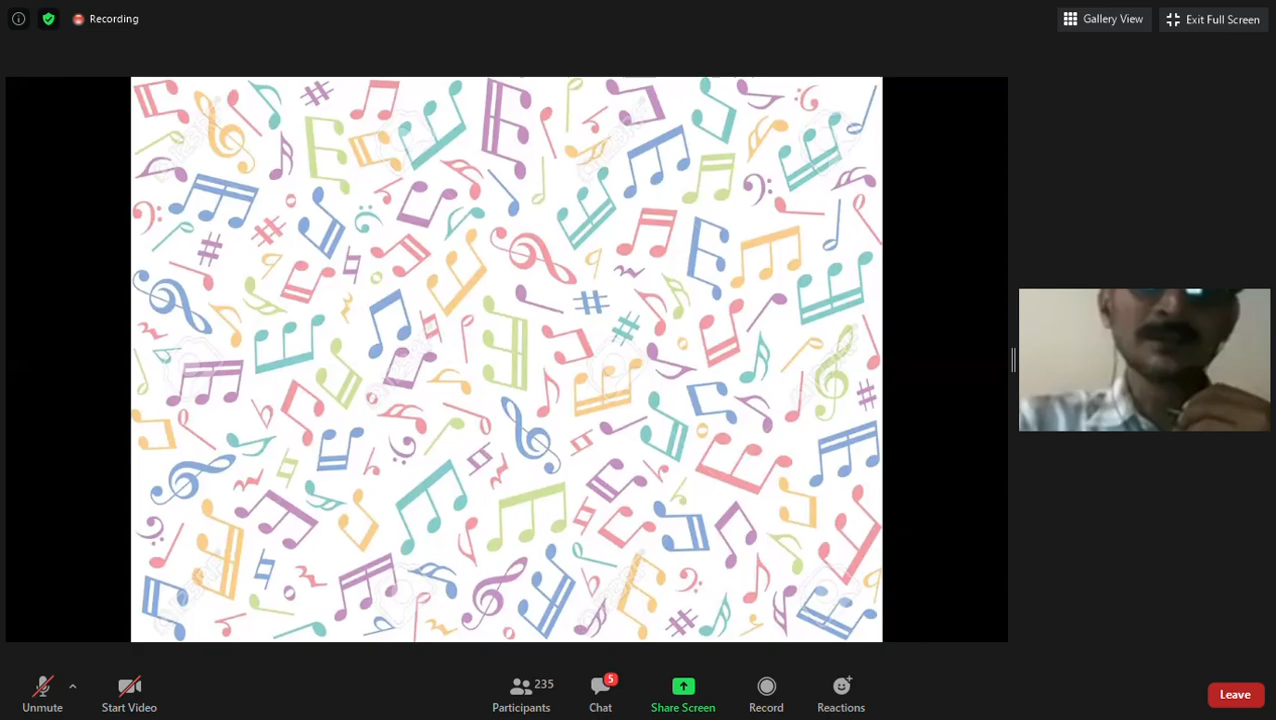 Recording
Gallery View
Exit Full Screen
Unmute
Start Video
Participants
235
Chat
5
Share Screen
Record
Reactions
Leave